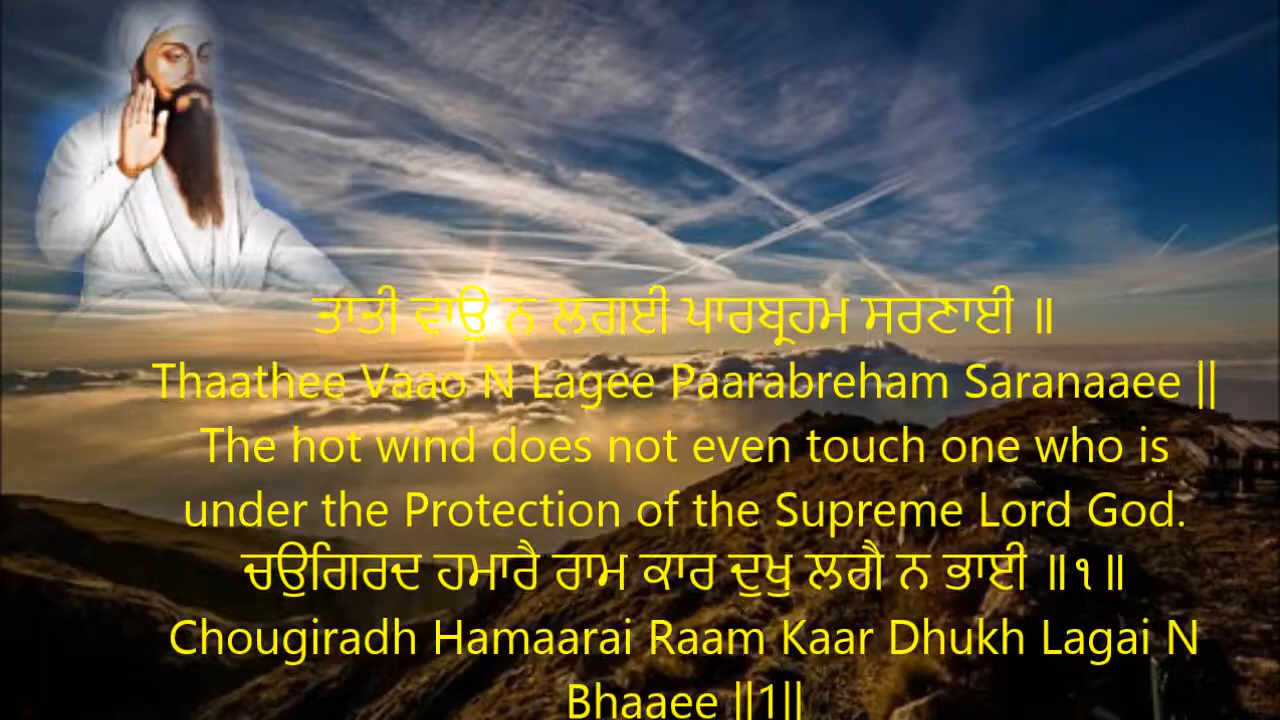 ਤਾਤੀ ਵਾਉ ਨ ਲਗਈ ਪਾਰਬ੍ਰਹਮ ਸਰਣਾਈ ॥
Thaathee Vaao N Lagee Paarabreham Saranaaee ||
The hot wind does not even touch one who is
under the Protection of the Supreme Lord God.
ਚਉਗਿਰਦ ਹਮਾਰੈ ਰਾਮ ਕਾਰ ਦੁਖੁ ਲਗੈ ਨ ਭਾਈ ॥੧॥
Chougiradh Hamaarai Raam Kaar Dhukh Lagai N
Bhaaee ||1||